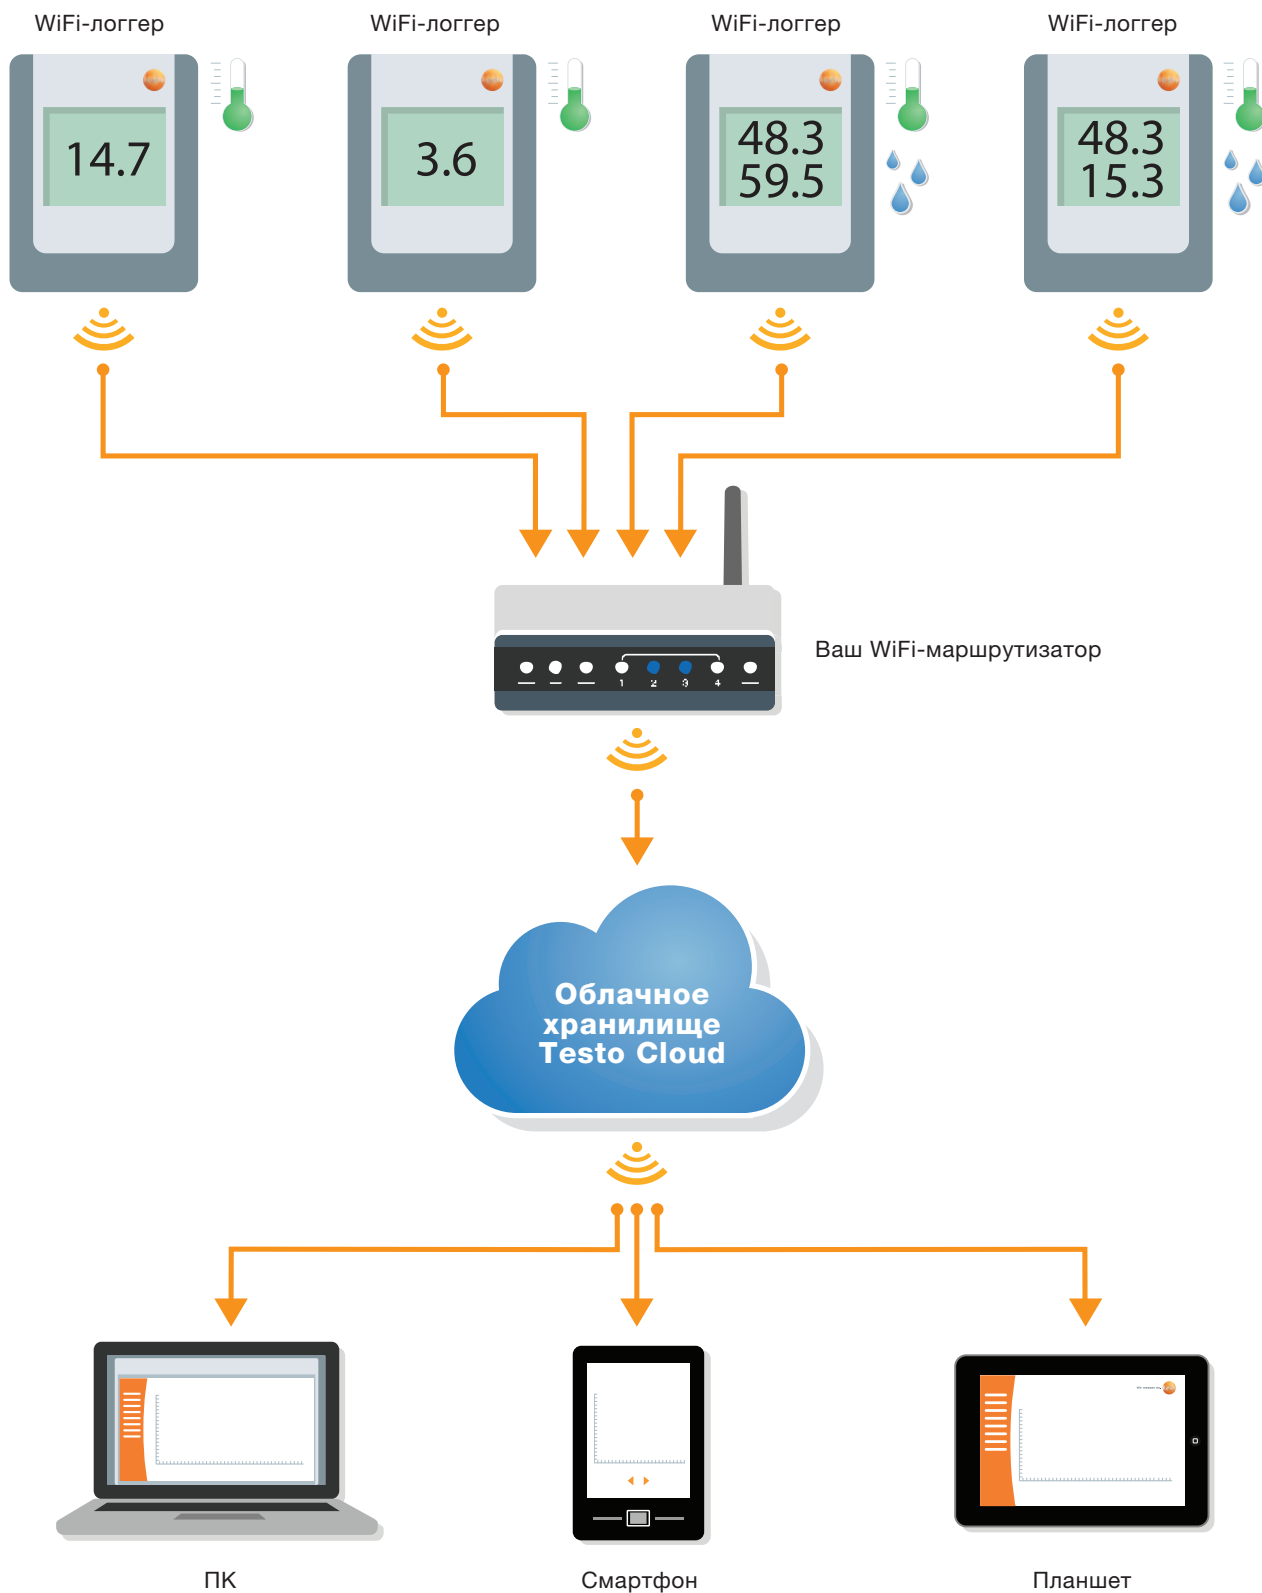 WiFi-логгер
WiFi-логгер
WiFi-логгер
WiFi-логгер
14.7
3.6
48.3
59.5
48.3
15.3
Ваш WiFi-маршрутизатор
1 2 3 4
Облачное
хранилище
Testo Cloud
ПК
Смартфон
Планшет